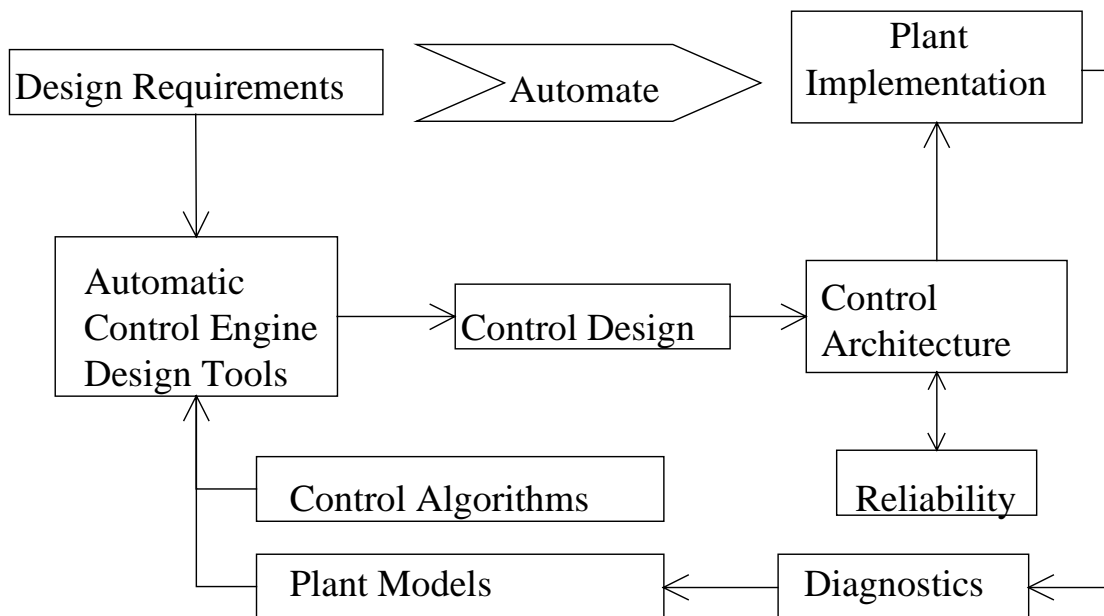 Design Requirements
Automate
Plant
Implementation
Automatic
Control Engine
Design Tools
Control Design
Control
Architecture
Control Algorithms
Reliability
Plant Models
Diagnostics